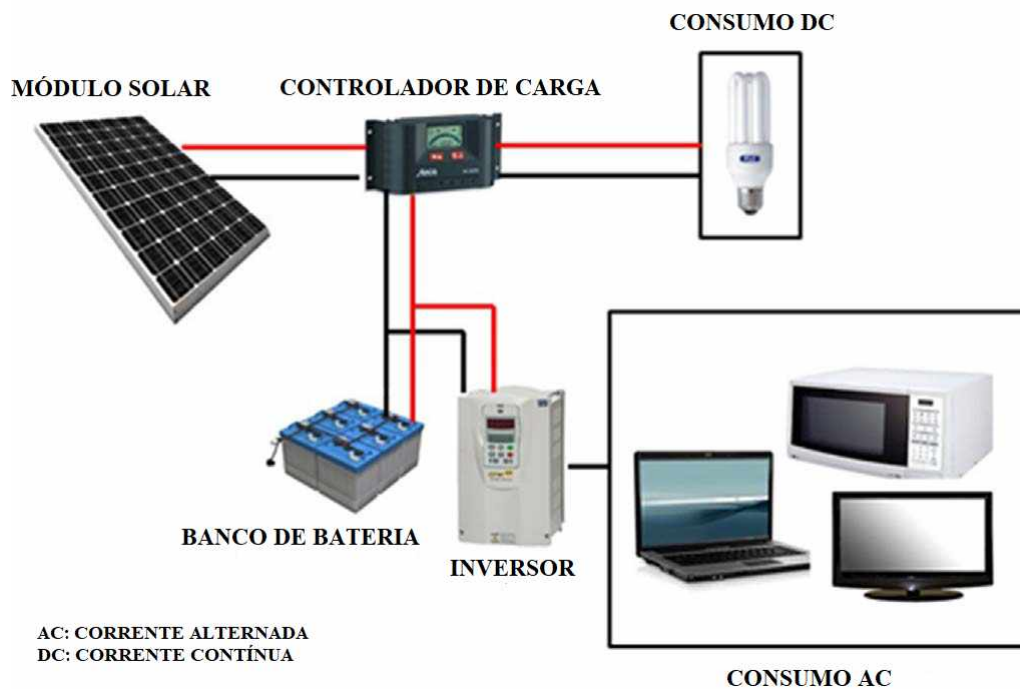 CONSUMO DC
MÓDULO SOLAR
CONTROLADOR DE CARGA
BANCO DE BATERIA
INVERSOR
AC: CORRENTE ALTERNADA
DC: CORRENTE CONTÍNUA
CONSUMO AC